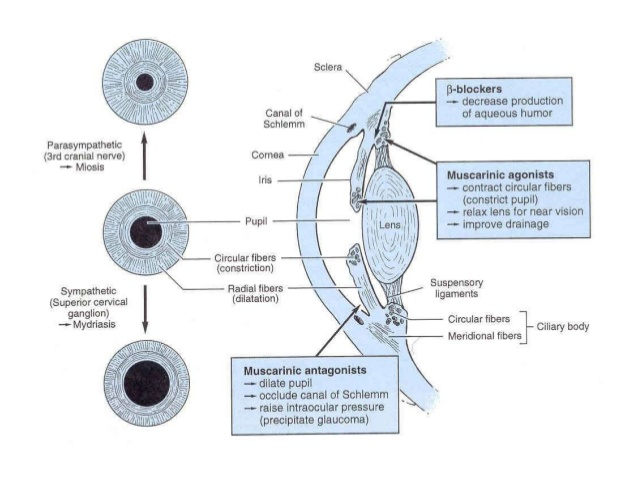 Parasympathetic
(3rd cranial nerve)
→ Miosis
Sympathetic
(Superior cervical
ganglion)
→ Mydriasis
Sclera
Canal of
Schlemm
Cornea
Iris
Pupil
Circular fibers
(constriction)
Radial fibers
(dilatation)
Lens
β-blockers
→ decrease production
of aqueous humor
Muscarinic agonists
→ contract circular fibers
(constrict pupil)
→ relax lens for near vision
→ improve drainage
Suspensory
ligaments
Circular fibers
Meridional fibers
Ciliary body
Muscarinic antagonists
→ dilate pupil
→ occlude canal of Schlemm
→ raise intraocular pressure
(precipitate glaucoma)